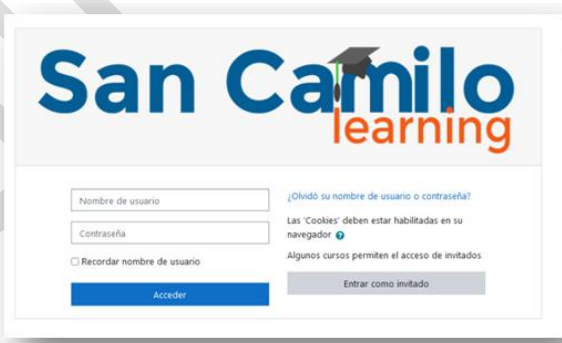 San Camilo
learning
Nombre de usuario
Contraseña
Recordar nombre de usuario
Acceder
¿Olvidó su nombre de usuario o contraseña?
Las 'Cookies' deben estar habilitadas en su
navegador
Algunos cursos permiten el acceso de invitados
Entrar como invitado